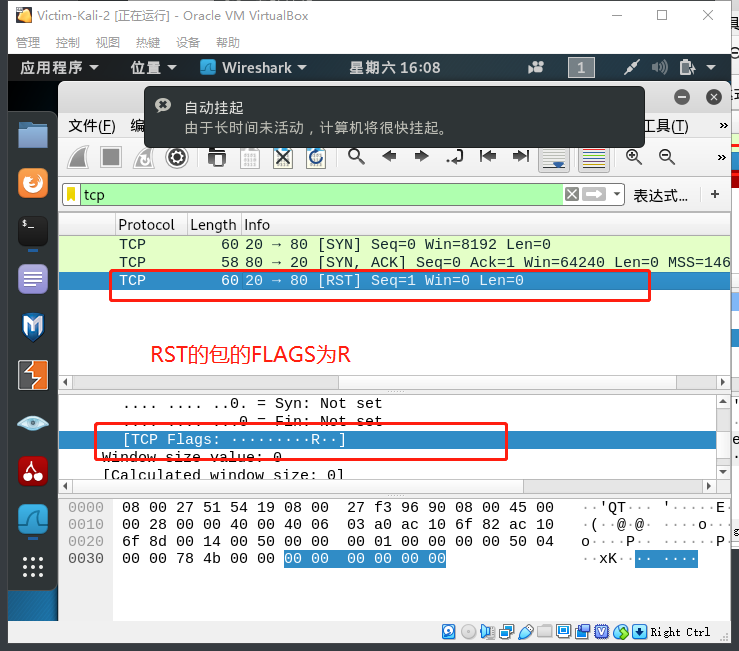 Victim-Kali-2 [正在运行] - Oracle VM VirtualBox
管理 控制 视图 热键 设备 帮助
应用程序 位置 Wireshark 星期六 16:08 1
自动挂起
由于长时间未活动，计算机将很快挂起。
文件(F) 编 工具(T) »
»
tcp 表达式… +
Protocol Length Info
TCP 60 20 → 80 [SYN] Seq=0 Win=8192 Len=0
TCP 58 80 → 20 [SYN, ACK] Seq=0 Ack=1 Win=64240 Len=0 MSS=146
TCP 60 20 → 80 [RST] Seq=1 Win=0 Len=0
RST的包的FLAGS为R
.... .... ..0. = Syn: Not set
.... .... ...0 = Fin: Not set
[TCP Flags: ·········R··]
Window size value: 0
[Calculated window size: 0]
0000 08 00 27 51 54 19 08 00 27 f3 96 90 08 00 45 00 ··'QT··· '·····E·
0010 00 28 00 00 40 00 40 06 03 a0 ac 10 6f 82 ac 10 ·(··@·@· ····o···
0020 6f 8d 00 14 00 50 00 00 00 01 00 00 00 00 50 04 o····P·· ······P·
0030 00 00 78 4b 00 00 00 00 00 00 00 00 ··xK···· ····
Right Ctrl